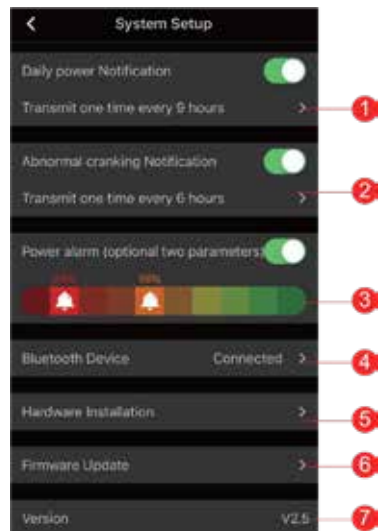 System Setup
Daily power Notification
Transmit one time every 9 hours
1
Abnormal cranking Notification
2
Transmit one time every 6 hours
Power alarm (optional two parameters)
3
Bluetooth Device Connected
4
Hardware Installation
5
Firmware Update
6
Version V2.5
7